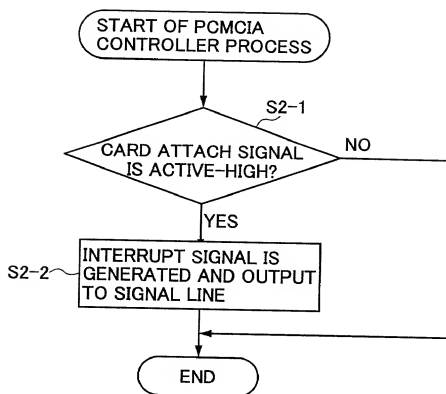 START OF PCMCIA
CONTROLLER PROCESS
S2-1
CARD ATTACH SIGNAL
IS ACTIVE-HIGH?
NO
YES
S2-2
INTERRUPT SIGNAL IS
GENERATED AND OUTPUT
TO SIGNAL LINE
END